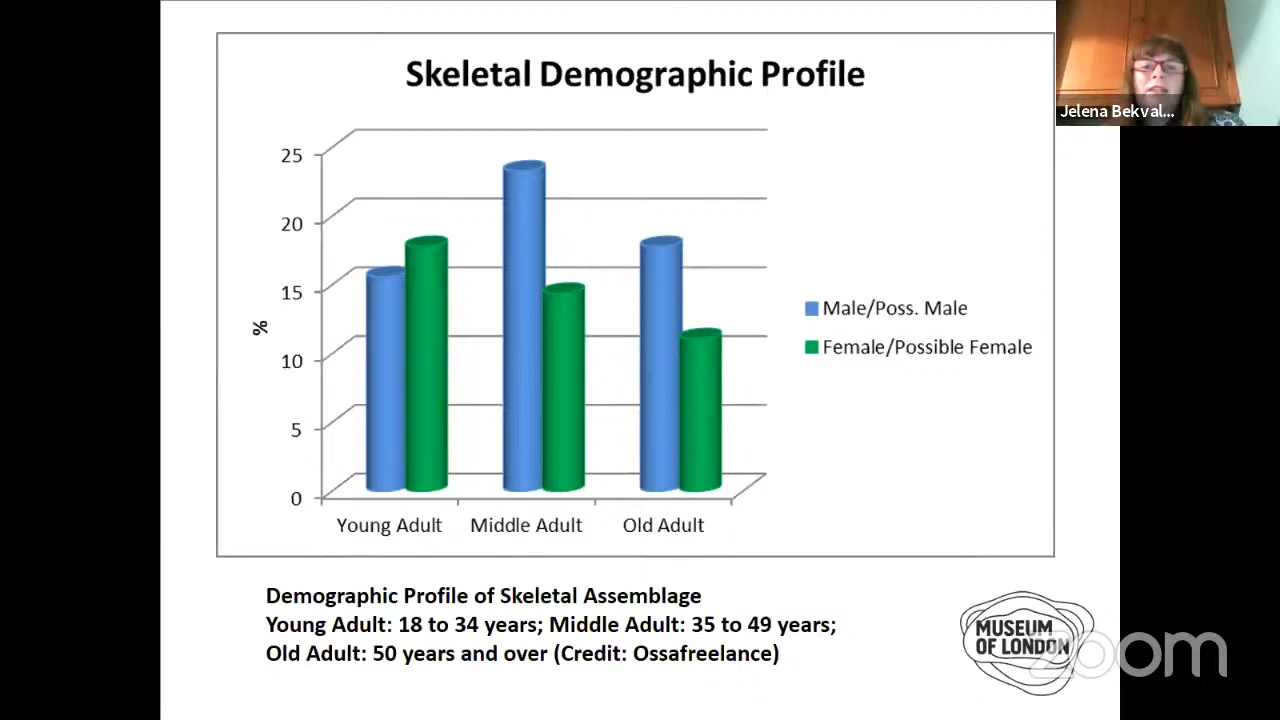 Skeletal Demographic Profile
Jelena Bekval...
25
20
15
10
5
0
%
Young Adult
Middle Adult
Old Adult
Male/Poss. Male
Female/Possible Female
Demographic Profile of Skeletal Assemblage
Young Adult: 18 to 34 years; Middle Adult: 35 to 49 years;
Old Adult: 50 years and over (Credit: Ossafreelance)
MUSEUM
OF LONDON
zoom